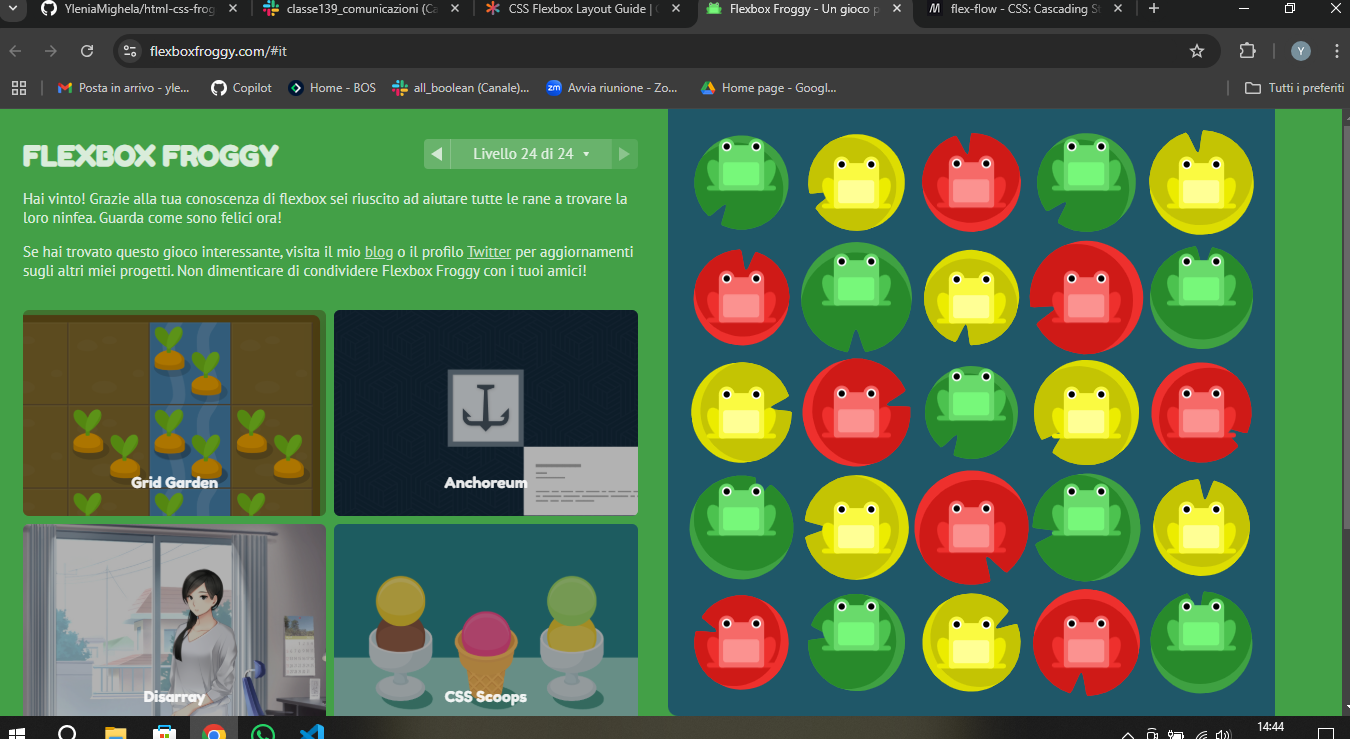 YleniaMighela/html-css-frog
classe139_comunicazioni (Ca
CSS Flexbox Layout Guide |
Flexbox Froggy - Un gioco p
flex-flow - CSS: Cascading St
flexboxfroggy.com/#it
Y
Posta in arrivo - yle...
Copilot
Home - BOS
all_boolean (Canale)...
zm
Avvia riunione - Zo...
Home page - Googl...
Tutti i preferiti
FLEXBOX FROGGY
Livello 24 di 24
Hai vinto! Grazie alla tua conoscenza di flexbox sei riuscito ad aiutare tutte le rane a trovare la
loro ninfea. Guarda come sono felici ora!
Se hai trovato questo gioco interessante, visita il mio blog o il profilo Twitter per aggiornamenti
sugli altri miei progetti. Non dimenticare di condividere Flexbox Froggy con i tuoi amici!
Grid Garden
Anchoreum
Disarray
CSS Scoops
14:44